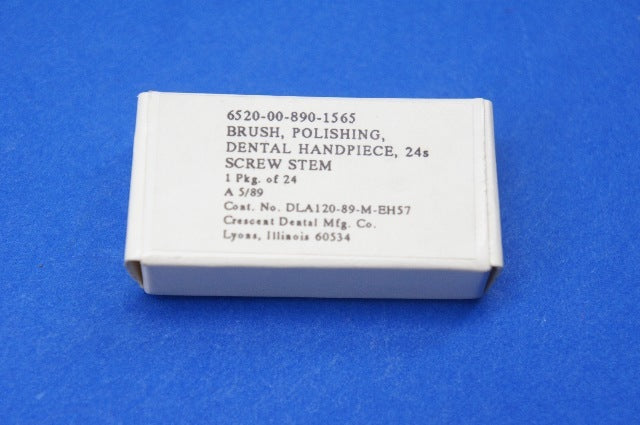 6520-00-890-1565
BRUSH, POLISHING,
DENTAL HANDPIECE, 24s
SCREW STEM
1 Pkg. of 24
A 5/89
Cont. No. DLA120-89-M-EH57
Crescent Dental Mfg. Co.
Lyons, Illinois 60534